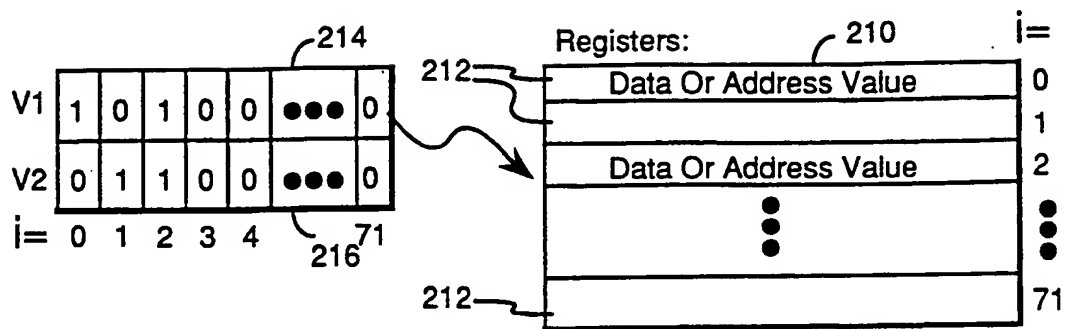 214
V1 1 0 1 0 0 ●●● 0
V2 0 1 1 0 0 ●●● 0
i= 0 1 2 3 4 71
216
Registers: 210 i=
212 Data Or Address Value 0
1
Data Or Address Value 2
212 71